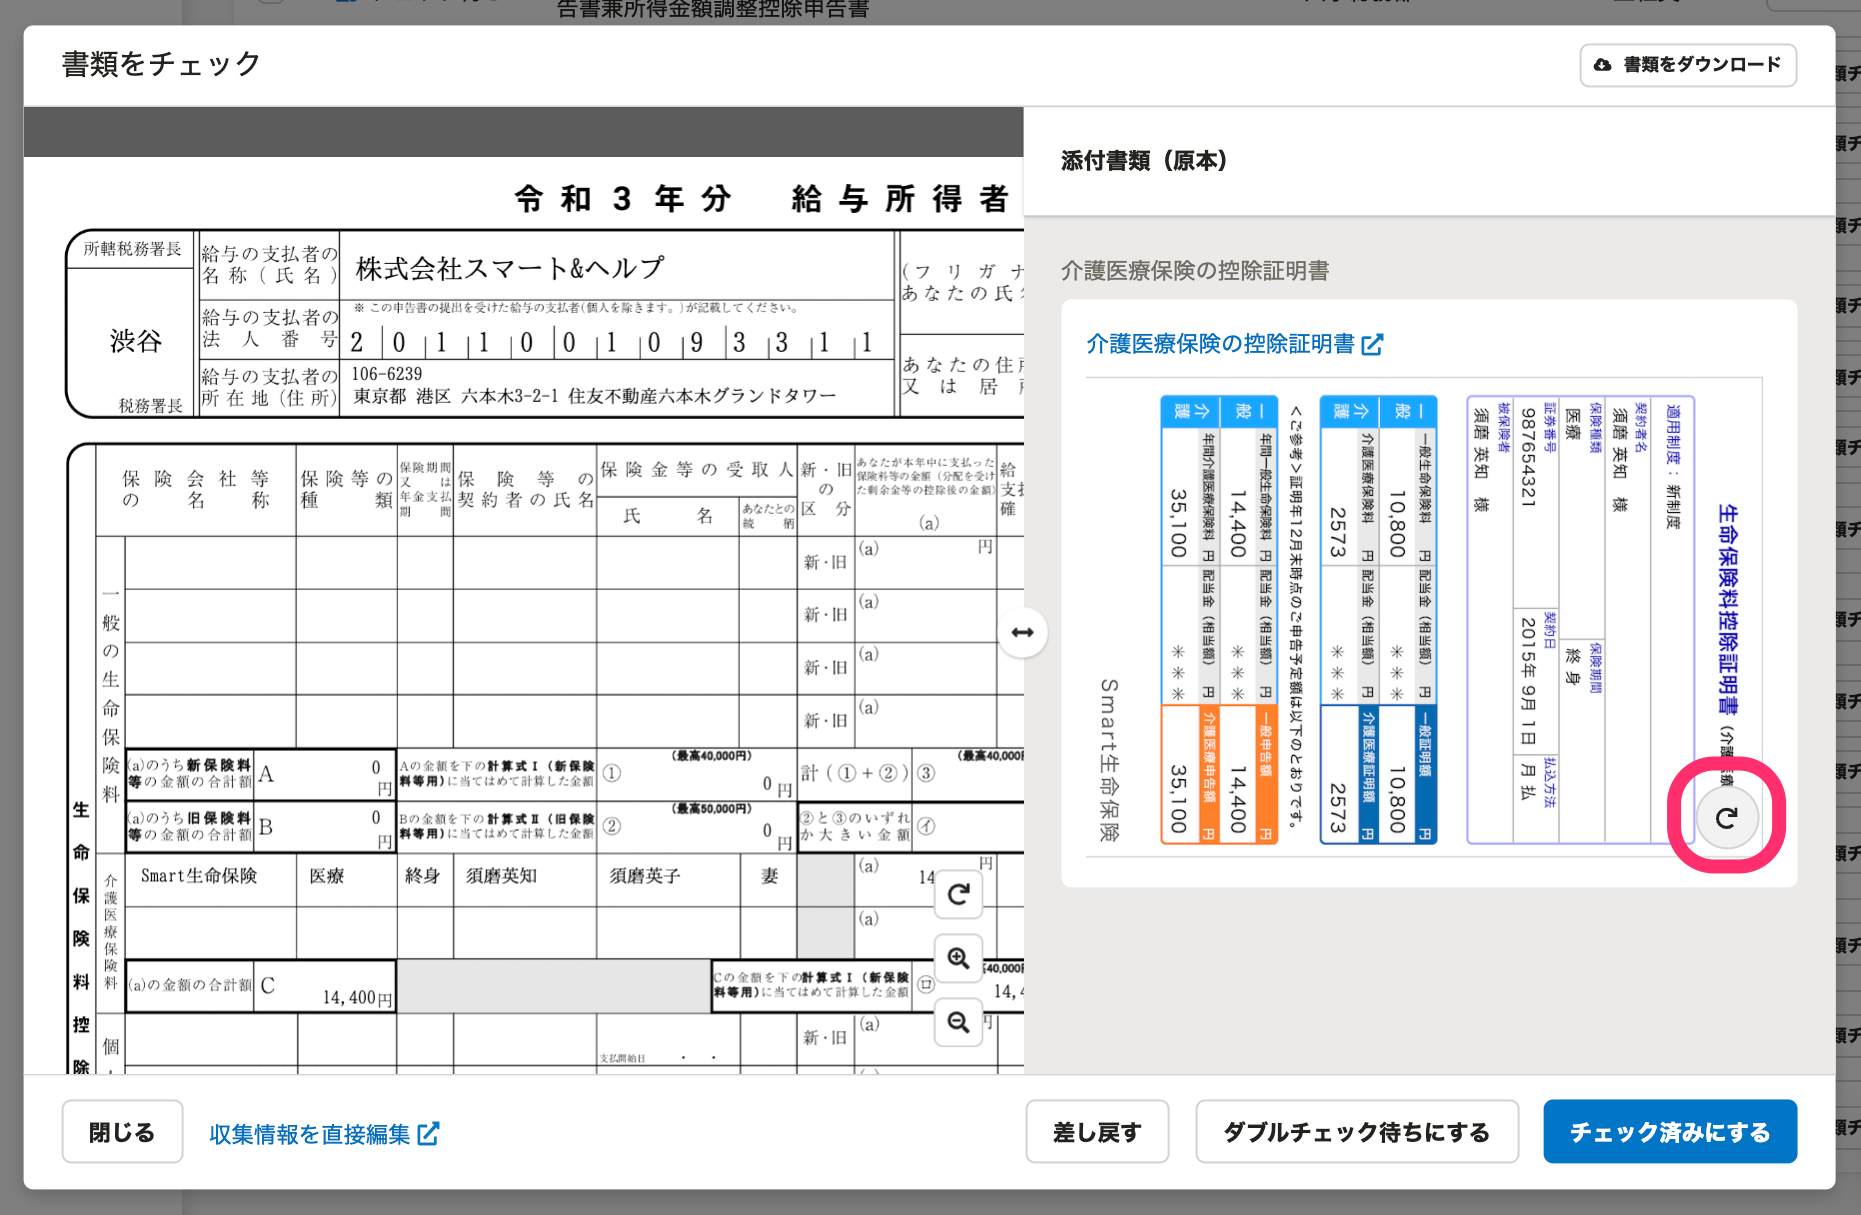 告書兼所得金額調整控除申告書
書類をチェック
書類をダウンロード
令和3年分 給与所得者
所轄税務署長
渋谷
税務署長
給与の支払者の
名称(氏名)
株式会社スマート&ヘルプ
※この申告書の提出を受けた給与の支払者(個人を除きます。)が記載してください。
給与の支払者の
法人番号
2011001093311
給与の支払者の
所在地(住所)
106-6239
東京都 港区 六本木3-2-1 住友不動産六本木グランドタワー
(フリガナ
あなたの氏名
あなたの住所
又は居所
保険会社等
の名称
保険等の
種類
保険期間
又は
年金支払
期間
保険等の
契約者の氏名
保険金等の受取人
氏名
あなたとの
続柄
新・旧
の
区分
あなたが本年中に支払った
保険料等の金額(分配を受け
た剰余金等の控除後の金額)
(a)
給
支払
確
生命保険料控除
一般の生命保険料
新・旧
(a)
円
新・旧
(a)
新・旧
(a)
新・旧
(a)
(a)のうち新保険料
等の金額の合計額
A
0
円
Aの金額を下の計算式Ⅰ(新保険
料等用)に当てはめて計算した金額
①
(最高40,000円)
0
円
計(①+②)
③
(最高40,000円
(a)のうち旧保険料
等の金額の合計額
B
0
円
Bの金額を下の計算式Ⅱ(旧保険
料等用)に当てはめて計算した金額
②
(最高50,000円)
0
円
②と③のいずれ
か大きい金額
㋑
介護医療保険料
Smart生命保険
医療
終身
須磨英知
須磨英子
妻
(a)
円
14
(a)
(a)の金額の合計額
C
14,400円
Cの金額を下の計算式Ⅰ(新保険
料等用)に当てはめて計算した金額
㋺
40,000円
14,4
個
支払開始日 ・ ・
新・旧
(a)
円
添付書類(原本)
介護医療保険の控除証明書
介護医療保険の控除証明書
生命保険料控除証明書(介護医療
適用制度:新制度
契約者名
須磨 英知 様
保険種類
医療
保険期間
終身
証券番号
987654321
契約日
2015年 9月 1日
払込方法
月 払
被保険者
須磨 英知 様
一般
一般生命保険料 円
10,800
配当金(相当額) 円
***
一般証明額 円
10,800
介護
介護医療保険料 円
2573
配当金(相当額) 円
***
介護医療証明額 円
2573
<ご参考>証明年12月末時点のご申告予定額は以下のとおりです。
一般
年間一般生命保険料 円
14,400
配当金(相当額) 円
***
一般申告額 円
14,400
介護
年間介護医療保険料 円
35,100
配当金(相当額) 円
***
介護医療申告額 円
35,100
Smart生命保険
閉じる
収集情報を直接編集
差し戻す
ダブルチェック待ちにする
チェック済みにする